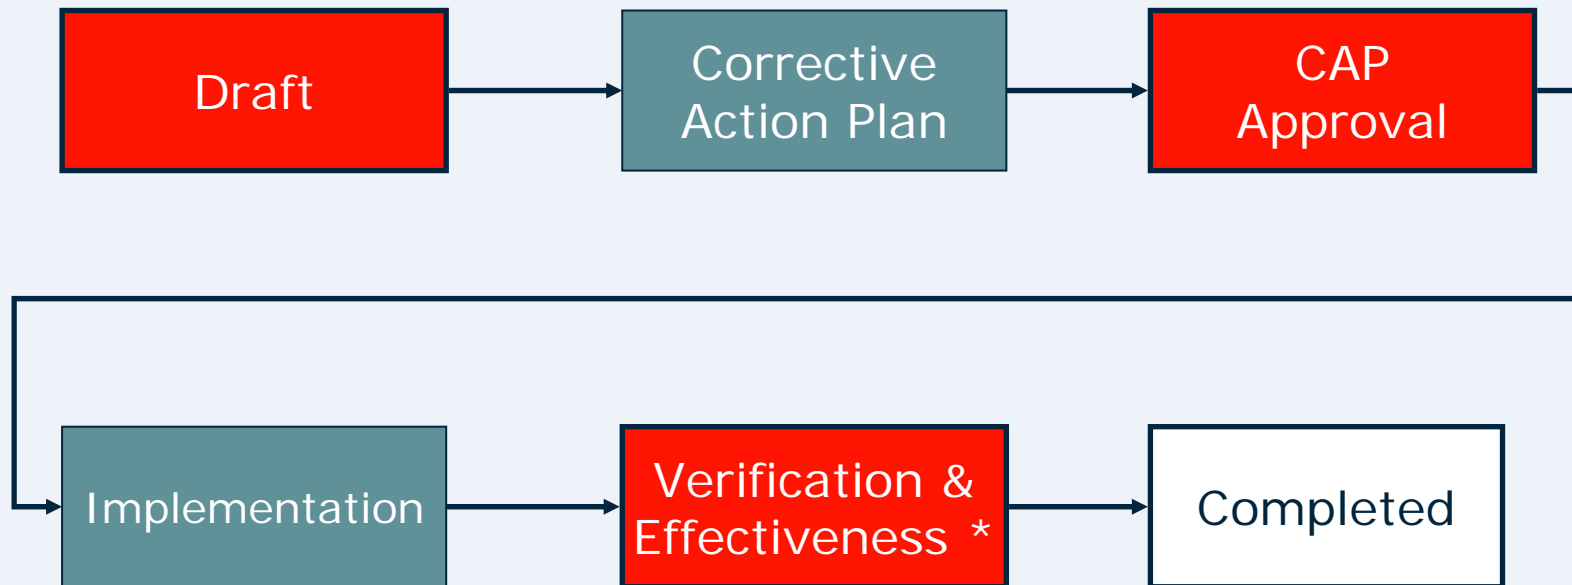 Draft
Corrective
Action Plan
CAP
Approval
Implementation
Verification &
Effectiveness *
Completed